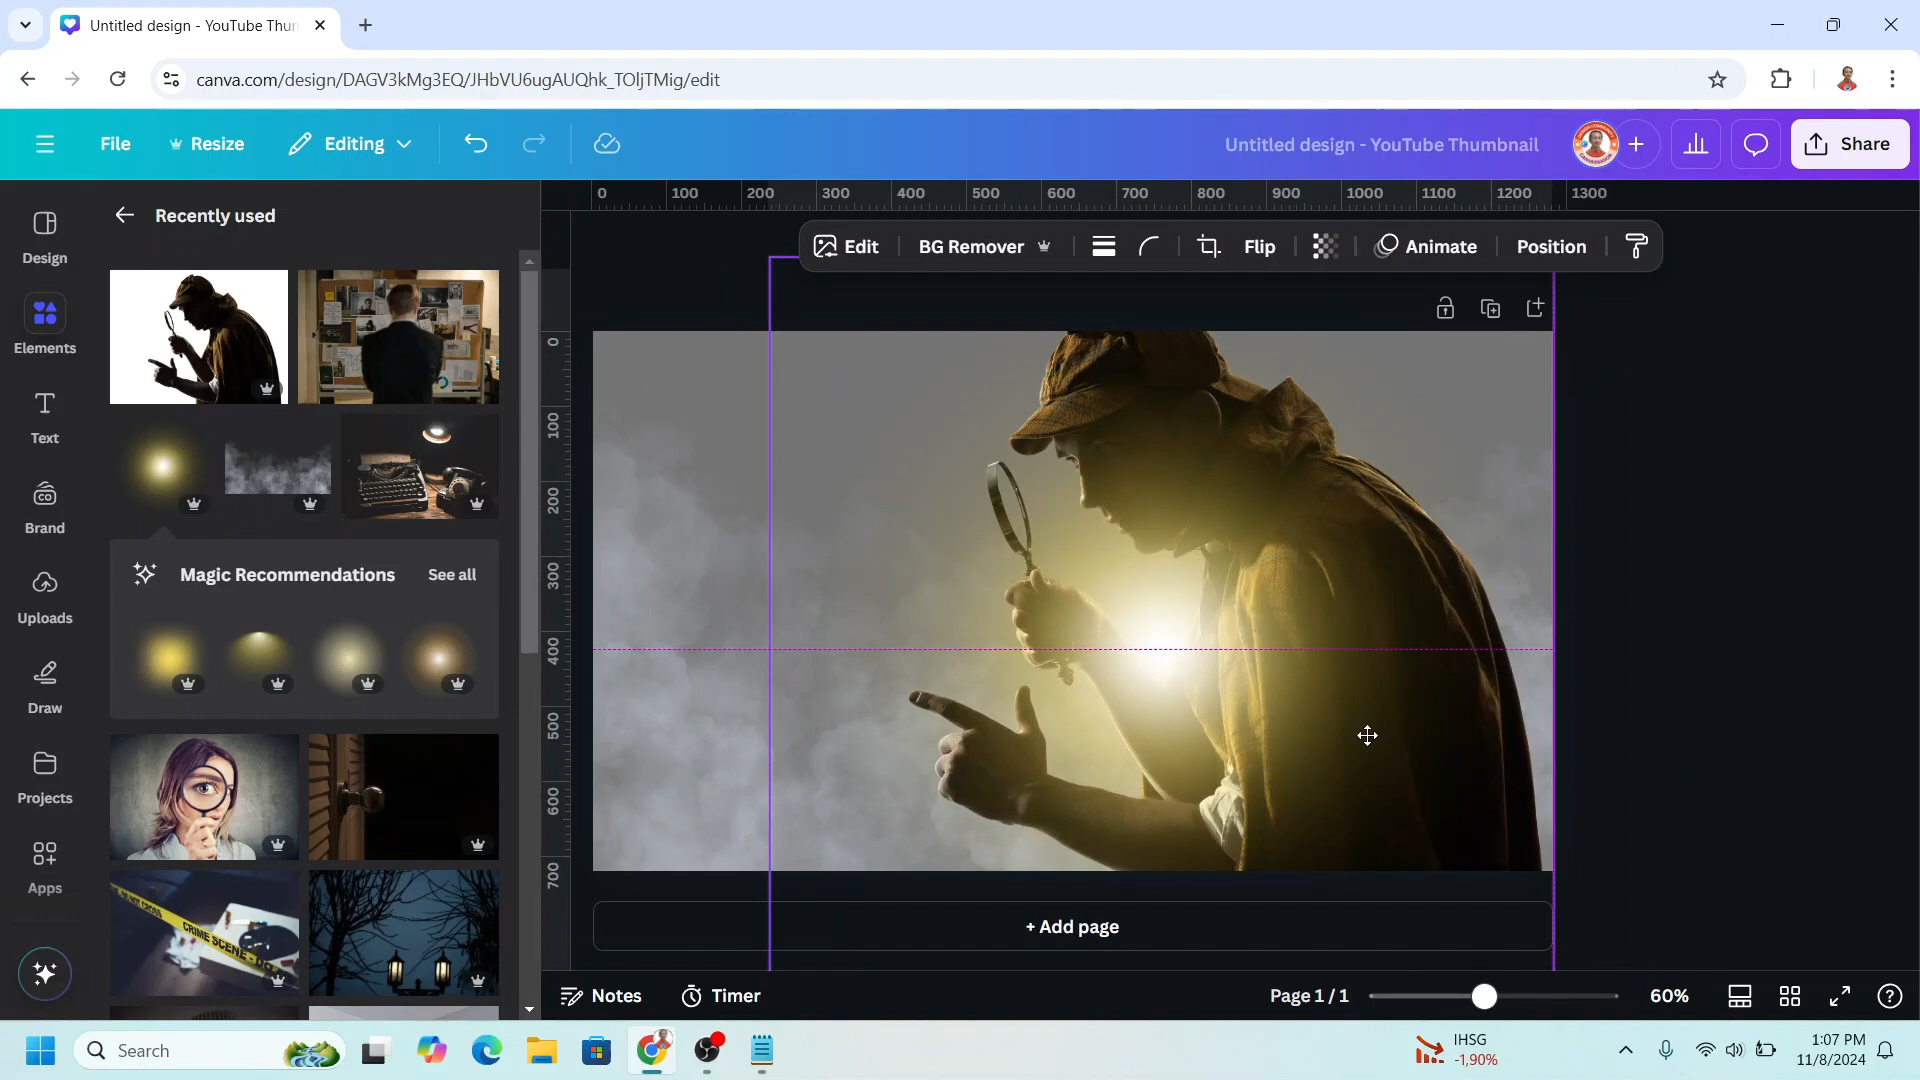 Untitled design - YouTube Thun
canva.com/design/DAGV3kMg3EQ/JHbVU6ugAUQhk_TOljTMig/edit
File
Resize
Editing
Untitled design - YouTube Thumbnail
Share
Design
Elements
Text
Brand
Uploads
Draw
Projects
Apps
Recently used
Magic Recommendations
See all
CRIME SCENE
0 100 200 300 400 500 600 700 800 900 1000 1100 1200 1300
Edit
BG Remover
Flip
Animate
Position
0
100
200
300
400
500
600
700
+ Add page
Notes
Timer
Page 1 / 1
60%
Search
IHSG
-1,90%
1:07 PM
11/8/2024